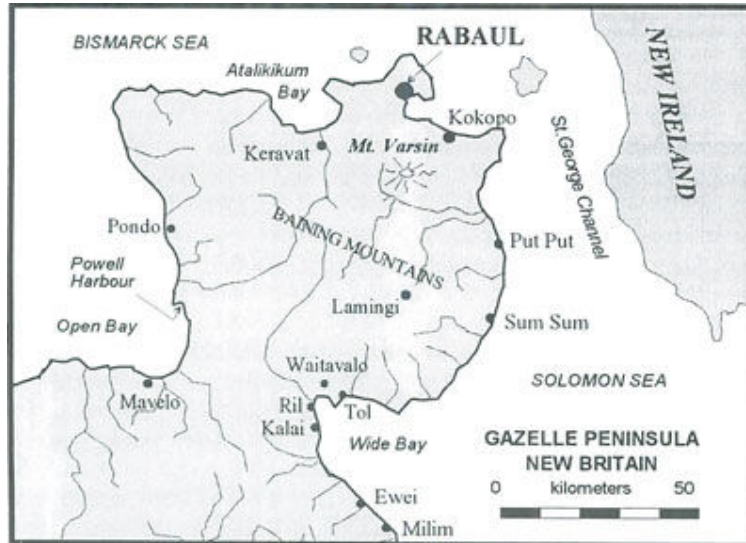 BISMARCK SEA
RABAUL
Atalikikum
Bay
NEW IRELAND
Kokopo
Keravat
Mt. Varsin
St.George Channel
Pondo
BAINING MOUNTAINS
Put Put
Powell
Harbour
Lamingi
Open Bay
Sum Sum
Waitavalo
SOLOMON SEA
Mavelo
Ril
Tol
Kalai
Wide Bay
GAZELLE PENINSULA
NEW BRITAIN
0 kilometers 50
Ewei
Milim